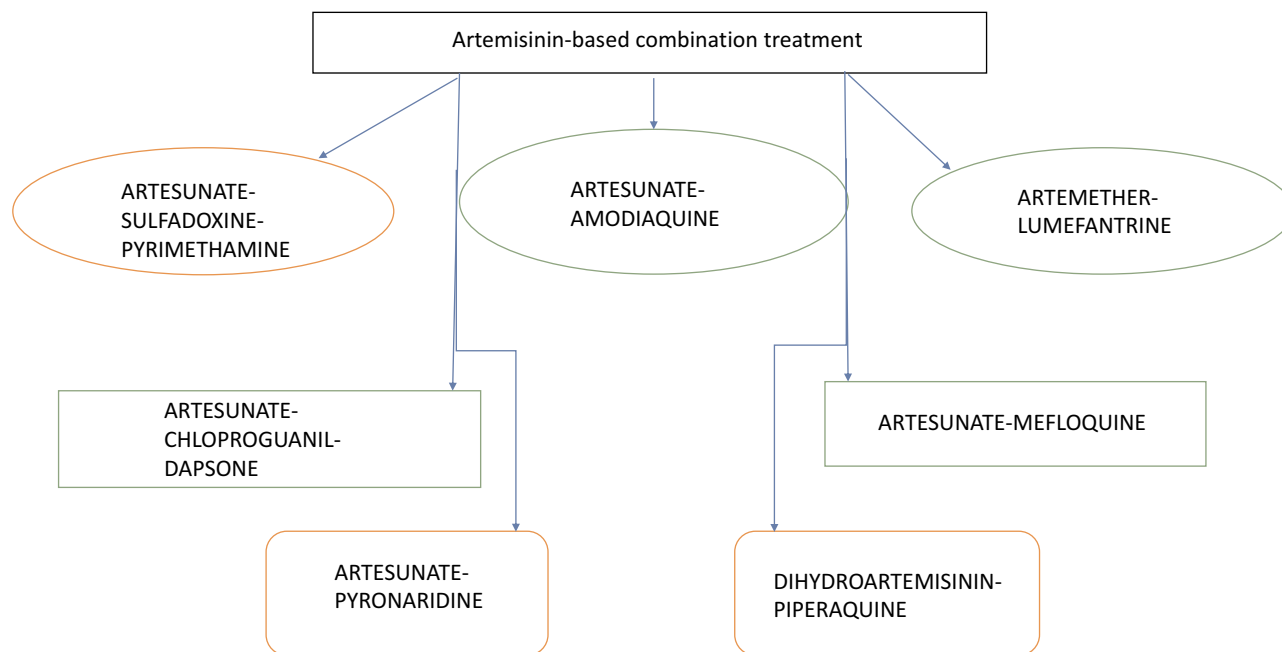 Artemisinin-based combination treatment
ARTESUNATE-
SULFADOXINE-
PYRIMETHAMINE
ARTESUNATE-
AMODIAQUINE
ARTEMETHER-
LUMEFANTRINE
ARTESUNATE-
CHLOPROGUANIL-
DAPSONE
ARTESUNATE-MEFLOQUINE
ARTESUNATE-
PYRONARIDINE
DIHYDROARTEMISININ-
PIPERAQUINE